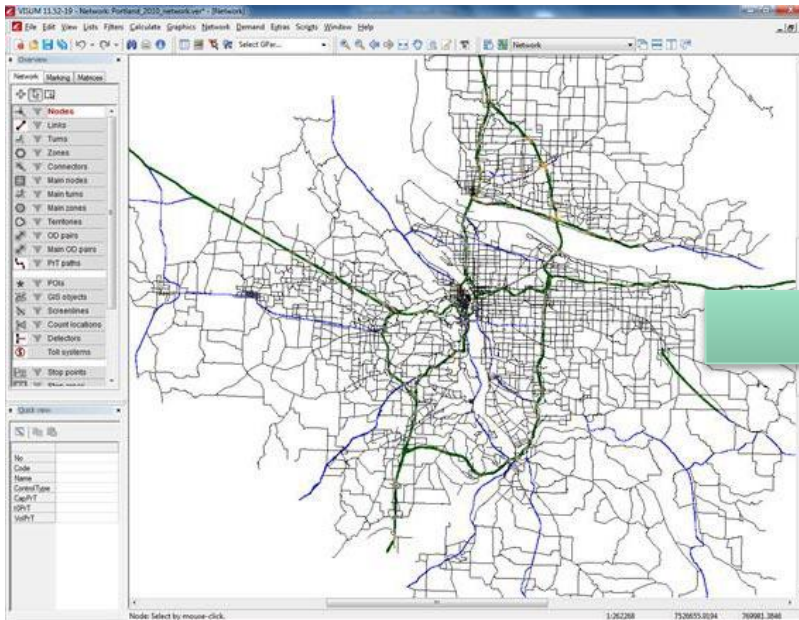 VISUM 11.52-19 - Network: Portland_2010_network.ver* - [Network]
File Edit View Lists Filters Calculate Graphics Network Demand Extras Scripts Window Help
Select GPar... Network
Overview
Network Marking Matrices
Nodes
Links
Turns
Zones
Connectors
Main nodes
Main turns
Main zones
Territories
OD pairs
Main OD pairs
PrT paths
POIs
GIS objects
Screenlines
Count locations
Detectors
Toll systems
Stop points
Quick view
No
Code
Name
ControlType
CapPrT
t0PrT
VolPrT
Node: Select by mouse-click. 1:262268 7526655.0194 769981.3846